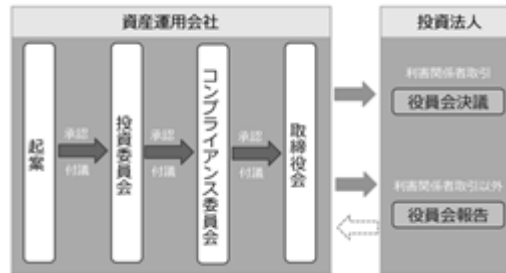 資産運用会社
投資法人
起案
承認
付議
投資委員会
承認
付議
コンプライアンス委員会
承認
付議
取締役会
利害関係者取引
役員会決議
利害関係者取引以外
役員会報告